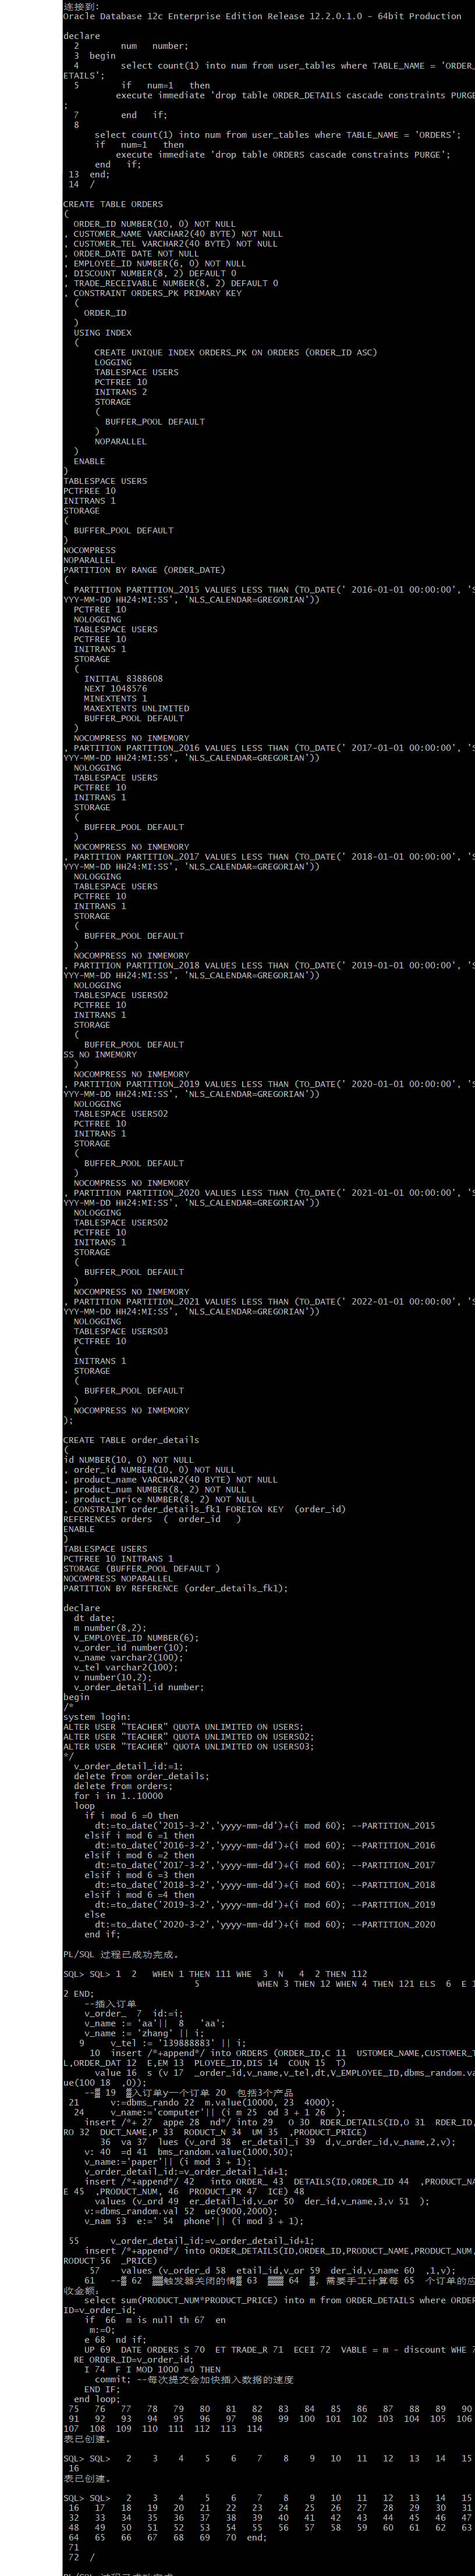 连接到:
Oracle Database 12c Enterprise Edition Release 12.2.0.1.0 - 64bit Production
declare
  2        num   number;
  3  begin
  4        select count(1) into num from user_tables where TABLE_NAME = 'ORDER_
ETAILS';
  5        if   num=1   then
          execute immediate 'drop table ORDER_DETAILS cascade constraints PURGE
;
  7        end   if;
  8
      select count(1) into num from user_tables where TABLE_NAME = 'ORDERS';
      if   num=1   then
          execute immediate 'drop table ORDERS cascade constraints PURGE';
      end   if;
 13  end;
 14  /
CREATE TABLE ORDERS
(
  ORDER_ID NUMBER(10, 0) NOT NULL
, CUSTOMER_NAME VARCHAR2(40 BYTE) NOT NULL
, CUSTOMER_TEL VARCHAR2(40 BYTE) NOT NULL
, ORDER_DATE DATE NOT NULL
, EMPLOYEE_ID NUMBER(6, 0) NOT NULL
, DISCOUNT NUMBER(8, 2) DEFAULT 0
, TRADE_RECEIVABLE NUMBER(8, 2) DEFAULT 0
, CONSTRAINT ORDERS_PK PRIMARY KEY
  (
    ORDER_ID
  )
  USING INDEX
  (
      CREATE UNIQUE INDEX ORDERS_PK ON ORDERS (ORDER_ID ASC)
      LOGGING
      TABLESPACE USERS
      PCTFREE 10
      INITRANS 2
      STORAGE
      (
        BUFFER_POOL DEFAULT
      )
      NOPARALLEL
  )
  ENABLE
)
TABLESPACE USERS
PCTFREE 10
INITRANS 1
STORAGE
(
  BUFFER_POOL DEFAULT
)
NOCOMPRESS
NOPARALLEL
PARTITION BY RANGE (ORDER_DATE)
(
  PARTITION PARTITION_2015 VALUES LESS THAN (TO_DATE(' 2016-01-01 00:00:00', 'S
YYY-MM-DD HH24:MI:SS', 'NLS_CALENDAR=GREGORIAN'))
  PCTFREE 10
  NOLOGGING
  TABLESPACE USERS
  PCTFREE 10
  INITRANS 1
  STORAGE
  (
    INITIAL 8388608
    NEXT 1048576
    MINEXTENTS 1
    MAXEXTENTS UNLIMITED
    BUFFER_POOL DEFAULT
  )
  NOCOMPRESS NO INMEMORY
, PARTITION PARTITION_2016 VALUES LESS THAN (TO_DATE(' 2017-01-01 00:00:00', 'S
YYY-MM-DD HH24:MI:SS', 'NLS_CALENDAR=GREGORIAN'))
  NOLOGGING
  TABLESPACE USERS
  PCTFREE 10
  INITRANS 1
  STORAGE
  (
    BUFFER_POOL DEFAULT
  )
  NOCOMPRESS NO INMEMORY
, PARTITION PARTITION_2017 VALUES LESS THAN (TO_DATE(' 2018-01-01 00:00:00', 'S
YYY-MM-DD HH24:MI:SS', 'NLS_CALENDAR=GREGORIAN'))
  NOLOGGING
  TABLESPACE USERS
  PCTFREE 10
  INITRANS 1
  STORAGE
  (
    BUFFER_POOL DEFAULT
  )
  NOCOMPRESS NO INMEMORY
, PARTITION PARTITION_2018 VALUES LESS THAN (TO_DATE(' 2019-01-01 00:00:00', 'S
YYY-MM-DD HH24:MI:SS', 'NLS_CALENDAR=GREGORIAN'))
  NOLOGGING
  TABLESPACE USERS02
  PCTFREE 10
  INITRANS 1
  STORAGE
  (
    BUFFER_POOL DEFAULT
SS NO INMEMORY
  )
  NOCOMPRESS NO INMEMORY
, PARTITION PARTITION_2019 VALUES LESS THAN (TO_DATE(' 2020-01-01 00:00:00', 'S
YYY-MM-DD HH24:MI:SS', 'NLS_CALENDAR=GREGORIAN'))
  NOLOGGING
  TABLESPACE USERS02
  PCTFREE 10
  INITRANS 1
  STORAGE
  (
    BUFFER_POOL DEFAULT
  )
  NOCOMPRESS NO INMEMORY
, PARTITION PARTITION_2020 VALUES LESS THAN (TO_DATE(' 2021-01-01 00:00:00', 'S
YYY-MM-DD HH24:MI:SS', 'NLS_CALENDAR=GREGORIAN'))
  NOLOGGING
  TABLESPACE USERS02
  PCTFREE 10
  INITRANS 1
  STORAGE
  (
    BUFFER_POOL DEFAULT
  )
  NOCOMPRESS NO INMEMORY
, PARTITION PARTITION_2021 VALUES LESS THAN (TO_DATE(' 2022-01-01 00:00:00', 'S
YYY-MM-DD HH24:MI:SS', 'NLS_CALENDAR=GREGORIAN'))
  NOLOGGING
  TABLESPACE USERS03
  PCTFREE 10
  (
  INITRANS 1
  STORAGE
  (
    BUFFER_POOL DEFAULT
  )
  NOCOMPRESS NO INMEMORY
);
CREATE TABLE order_details
(
id NUMBER(10, 0) NOT NULL
, order_id NUMBER(10, 0) NOT NULL
, product_name VARCHAR2(40 BYTE) NOT NULL
, product_num NUMBER(8, 2) NOT NULL
, product_price NUMBER(8, 2) NOT NULL
, CONSTRAINT order_details_fk1 FOREIGN KEY  (order_id)
REFERENCES orders  (  order_id   )
ENABLE
)
TABLESPACE USERS
PCTFREE 10 INITRANS 1
STORAGE (BUFFER_POOL DEFAULT )
NOCOMPRESS NOPARALLEL
PARTITION BY REFERENCE (order_details_fk1);
declare
  dt date;
  m number(8,2);
  V_EMPLOYEE_ID NUMBER(6);
  v_order_id number(10);
  v_name varchar2(100);
  v_tel varchar2(100);
  v number(10,2);
  v_order_detail_id number;
begin
/*
system login:
ALTER USER "TEACHER" QUOTA UNLIMITED ON USERS;
ALTER USER "TEACHER" QUOTA UNLIMITED ON USERS02;
ALTER USER "TEACHER" QUOTA UNLIMITED ON USERS03;
*/
  v_order_detail_id:=1;
  delete from order_details;
  delete from orders;
  for i in 1..10000
  loop
    if i mod 6 =0 then
      dt:=to_date('2015-3-2','yyyy-mm-dd')+(i mod 60); --PARTITION_2015
    elsif i mod 6 =1 then
      dt:=to_date('2016-3-2','yyyy-mm-dd')+(i mod 60); --PARTITION_2016
    elsif i mod 6 =2 then
      dt:=to_date('2017-3-2','yyyy-mm-dd')+(i mod 60); --PARTITION_2017
    elsif i mod 6 =3 then
      dt:=to_date('2018-3-2','yyyy-mm-dd')+(i mod 60); --PARTITION_2018
    elsif i mod 6 =4 then
      dt:=to_date('2019-3-2','yyyy-mm-dd')+(i mod 60); --PARTITION_2019
    else
      dt:=to_date('2020-3-2','yyyy-mm-dd')+(i mod 60); --PARTITION_2020
    end if;
PL/SQL 过程已成功完成。
SQL> SQL> 1  2   WHEN 1 THEN 111 WHE  3  N   4  2 THEN 112
                         5           WHEN 3 THEN 12 WHEN 4 THEN 121 ELS  6  E 1
2 END;
    --插入订单
    v_order_  7  id:=i;
    v_name := 'aa'||  8   'aa';
    v_name := 'zhang' || i;
   9     v_tel := '139888883' || i;
     10  insert /*+append*/ into ORDERS (ORDER_ID,C 11  USTOMER_NAME,CUSTOMER_T
L,ORDER_DAT 12  E,EM 13  PLOYEE_ID,DIS 14  COUN 15  T)
      value 16  s (v 17  _order_id,v_name,v_tel,dt,V_EMPLOYEE_ID,dbms_random.va
ue(100 18  ,0));
    --▒ 19  ▒入订单y一个订单 20  包括3个产品
 21      v:=dbms_rando 22  m.value(10000, 23  4000);
  24     v_name:='computer'|| (i m 25  od 3 + 1 26  );
    insert /*+ 27  appe 28  nd*/ into 29   O 30  RDER_DETAILS(ID,O 31  RDER_ID,
RO 32  DUCT_NAME,P 33  RODUCT_N 34  UM 35  ,PRODUCT_PRICE)
       36  va 37  lues (v_ord 38  er_detail_i 39  d,v_order_id,v_name,2,v);
    v: 40  =d 41  bms_random.value(1000,50);
    v_name:='paper'|| (i mod 3 + 1);
    v_order_detail_id:=v_order_detail_id+1;
    insert /*+append*/ 42   into ORDER_ 43  DETAILS(ID,ORDER_ID 44  ,PRODUCT_NA
E 45  ,PRODUCT_NUM, 46  PRODUCT_PR 47  ICE) 48
      values (v_ord 49  er_detail_id,v_or 50  der_id,v_name,3,v 51  );
    v:=dbms_random.val 52  ue(9000,2000);
    v_nam 53  e:=' 54  phone'|| (i mod 3 + 1);
 55      v_order_detail_id:=v_order_detail_id+1;
    insert /*+append*/ into ORDER_DETAILS(ID,ORDER_ID,PRODUCT_NAME,PRODUCT_NUM,
RODUCT 56  _PRICE)
     57    values (v_order_d 58  etail_id,v_or 59  der_id,v_name 60  ,1,v);
    61   --▒ 62  ▒▒触发器关闭的情▒ 63  ▒▒▒ 64  ▒，需要手工计算每 65  个订单的应
收金额：
    select sum(PRODUCT_NUM*PRODUCT_PRICE) into m from ORDER_DETAILS where ORDER
ID=v_order_id;
    if  66  m is null th 67  en
     m:=0;
    e 68  nd if;
    UP 69  DATE ORDERS S 70  ET TRADE_R 71  ECEI 72  VABLE = m - discount WHE 7
  RE ORDER_ID=v_order_id;
    I 74  F I MOD 1000 =0 THEN
      commit; --每次提交会加快插入数据的速度
    END IF;
  end loop;
 75   76   77   78   79   80   81   82   83   84   85   86   87   88   89   90
 91   92   93   94   95   96   97   98   99  100  101  102  103  104  105  106
107  108  109  110  111  112  113  114
表已创建。
SQL> SQL>   2    3    4    5    6    7    8    9   10   11   12   13   14   15
 16
表已创建。
SQL> SQL>   2    3    4    5    6    7    8    9   10   11   12   13   14   15
 16   17   18   19   20   21   22   23   24   25   26   27   28   29   30   31
 32   33   34   35   36   37   38   39   40   41   42   43   44   45   46   47
 48   49   50   51   52   53   54   55   56   57   58   59   60   61   62   63
 64   65   66   67   68   69   70  end;
 71
 72  /